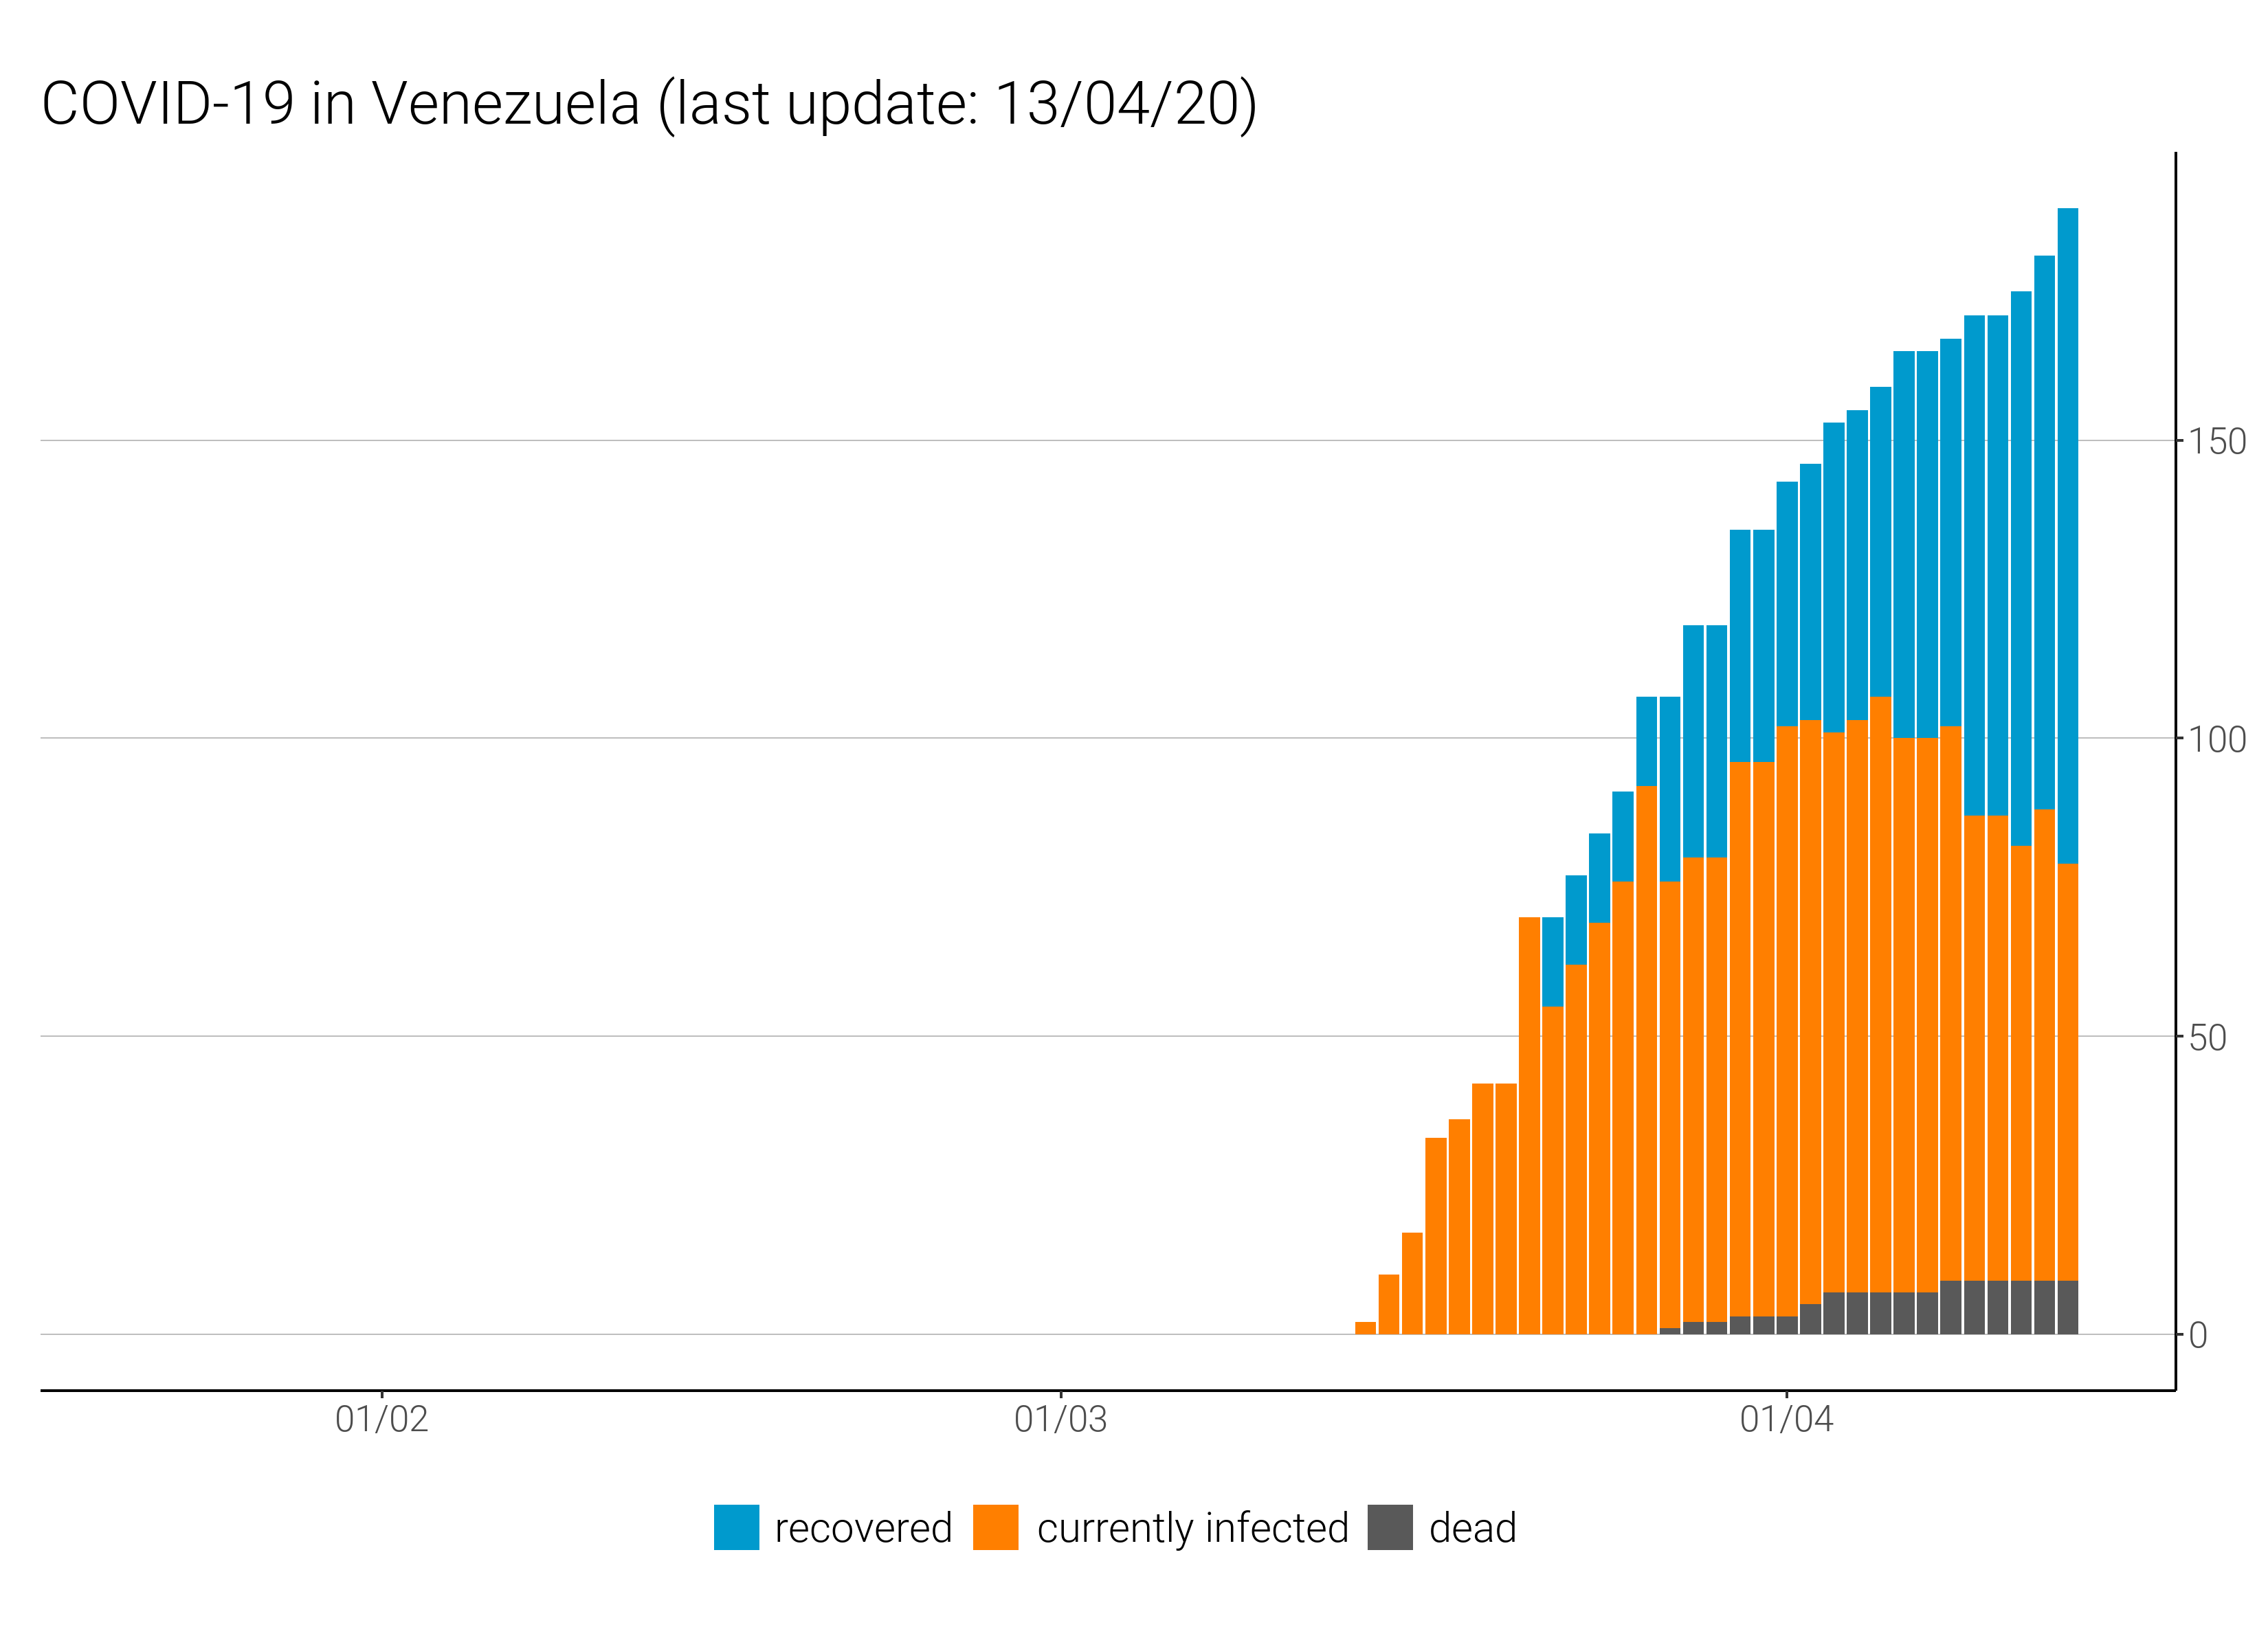 COVID-19 in Venezuela (last update: 13/04/20)
150
100
50
0
01/02 01/03 01/04
recovered currently infected dead